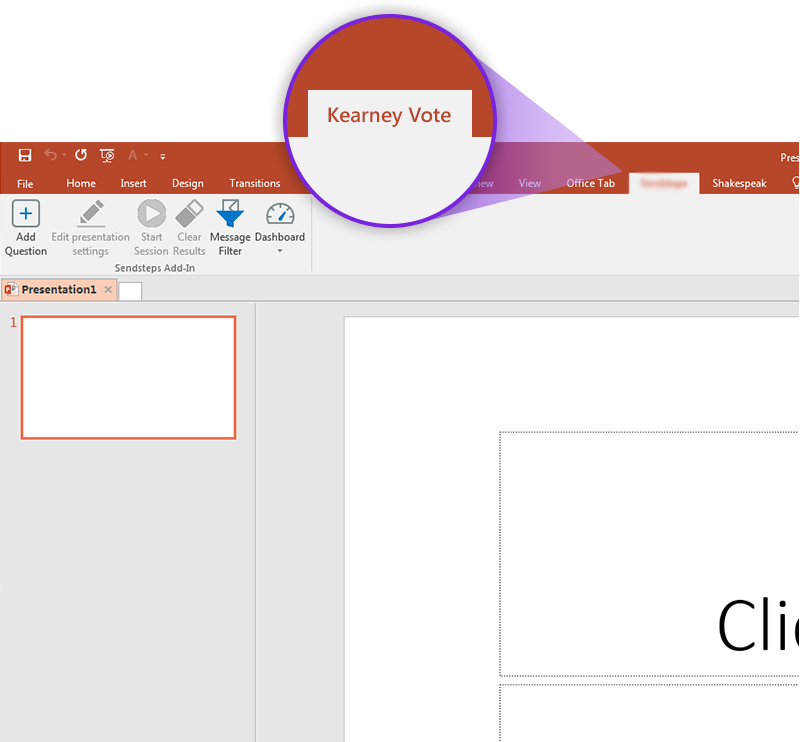 Kearney Vote
Pres
File Home Insert Design Transitions iew View Office Tab Sendsteps Shakespeak
Add Question
Edit presentation settings
Start Session
Clear Results
Message Filter
Dashboard
Sendsteps Add-In
Presentation1
1
Clic